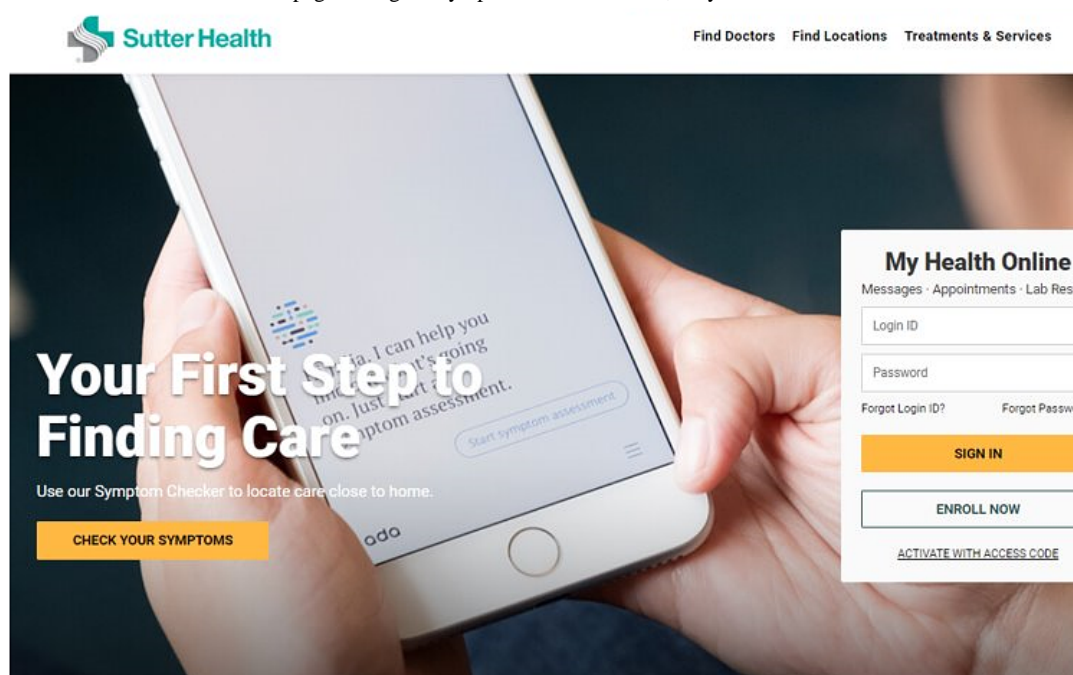 Sutter Health
Find Doctors Find Locations Treatments & Services
My Health Online
Messages · Appointments · Lab Res
Login ID
Password
Forgot Login ID? Forgot Passw
SIGN IN
ENROLL NOW
ACTIVATE WITH ACCESS CODE
I can help you
going
on. Just
assessment.
Start symptom assessment
ada
Your First Step to
Finding Care
Use our Symptom Checker to locate care close to home.
CHECK YOUR SYMPTOMS